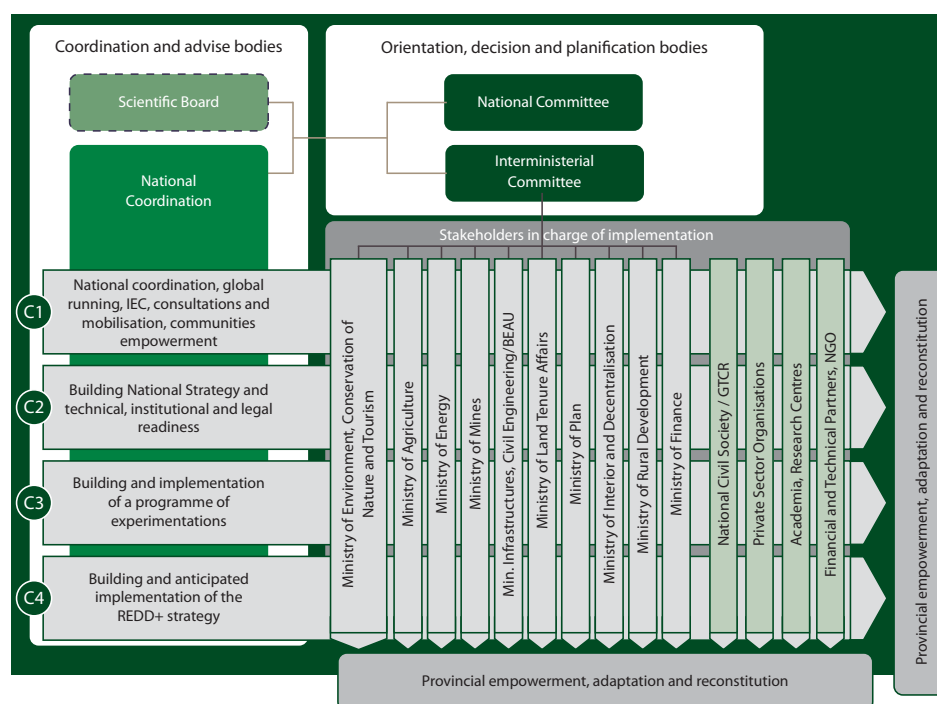 Coordination and advise bodies
Orientation, decision and planification bodies
Scientific Board
National Committee
National
Coordination
Interministerial
Committee
Stakeholders in charge of implementation
C1
National coordination, global
running, IEC, consultations and
mobilisation, communities
empowerment
C2
Building National Strategy and
technical, institutional and legal
readiness
C3
Building and implementation
of a programme of
experimentations
C4
Building and anticipated
implementation of the
REDD+ strategy
Ministry of Environment, Conservation of
Nature and Tourism
Ministry of Agriculture
Ministry of Energy
Ministry of Mines
Min. Infrastructures, Civil Engineering/BEAU
Ministry of Land Tenure Affairs
Ministry of Plan
Ministry of Interior and Decentralisation
Ministry of Rural Development
Ministry of Finance
National Civil Society / GTCR
Private Sector Organisations
Academia, Research Centres
Financial and Technical Partners, NGO
Provincial empowerment, adaptation and reconstitution
Provincial empowerment, adaptation and reconstitution